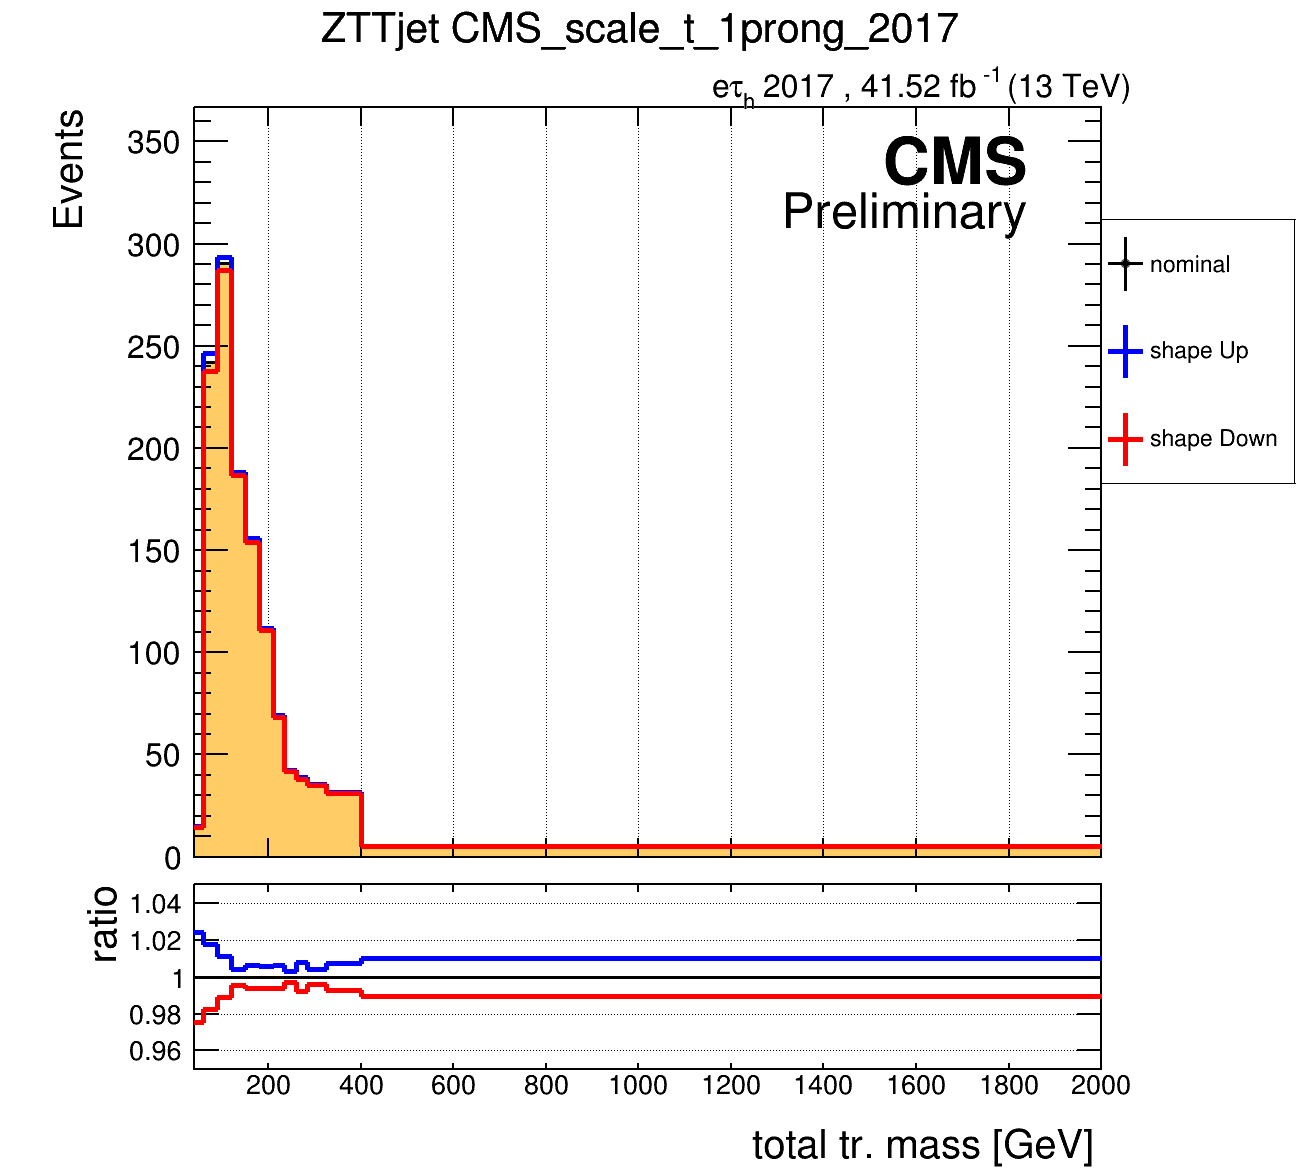 ZTTjet CMS_scale_t_1prong_2017
eτh 2017 , 41.52 fb -1 (13 TeV)
Events
350
300
250
200
150
100
50
0
CMS
Preliminary
nominal
shape Up
shape Down
ratio
1.04
1.02
1
0.98
0.96
200 400 600 800 1000 1200 1400 1600 1800 2000
total tr. mass [GeV]